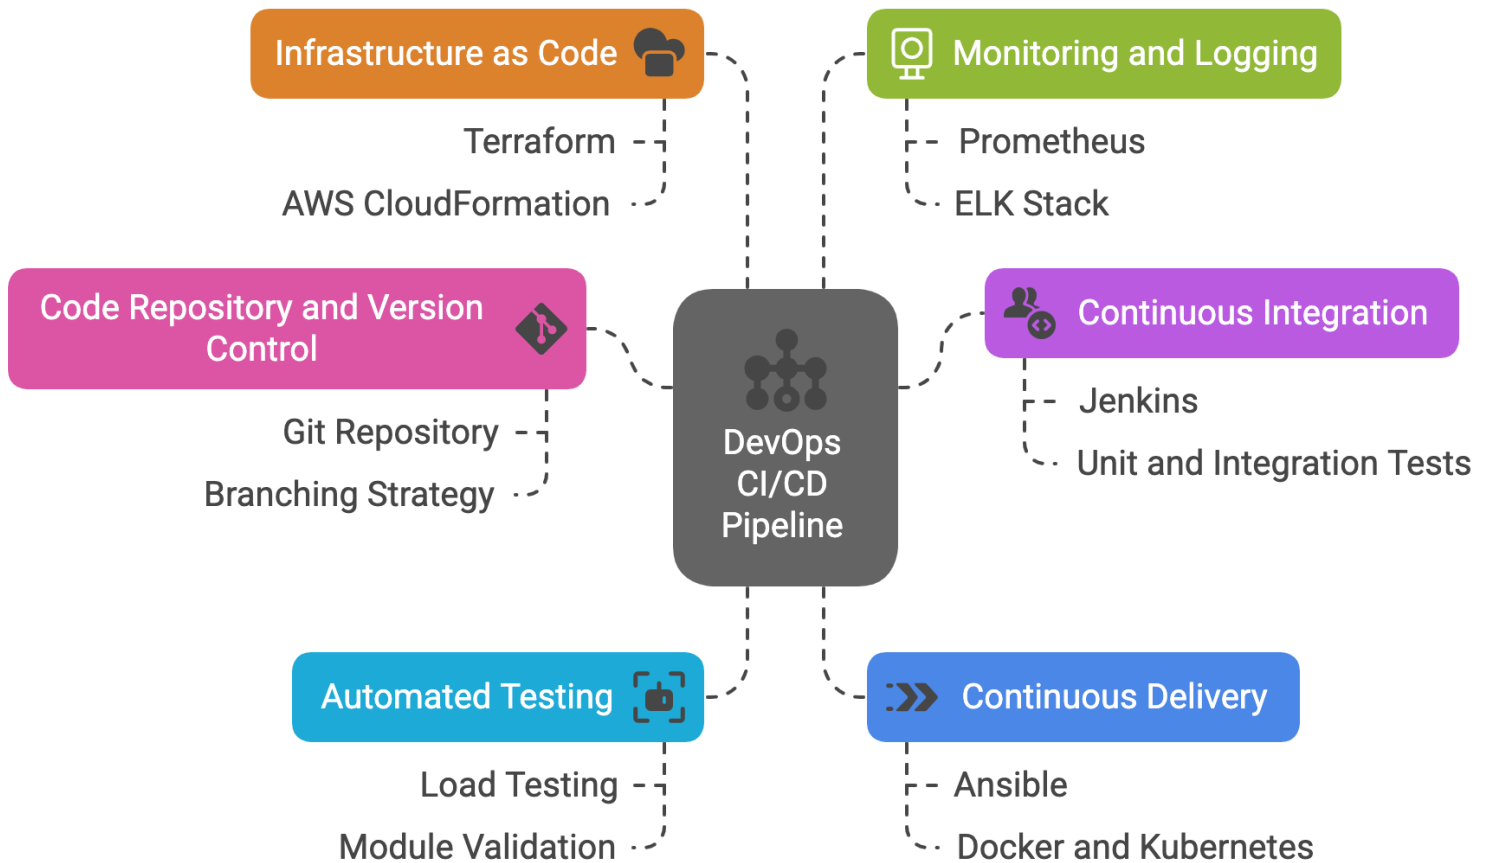 Infrastructure as Code
Terraform
AWS CloudFormation
Monitoring and Logging
Prometheus
ELK Stack
Code Repository and Version
Control
Git Repository
Branching Strategy
DevOps
CI/CD
Pipeline
Continuous Integration
Jenkins
Unit and Integration Tests
Automated Testing
Load Testing
Module Validation
Continuous Delivery
Ansible
Docker and Kubernetes